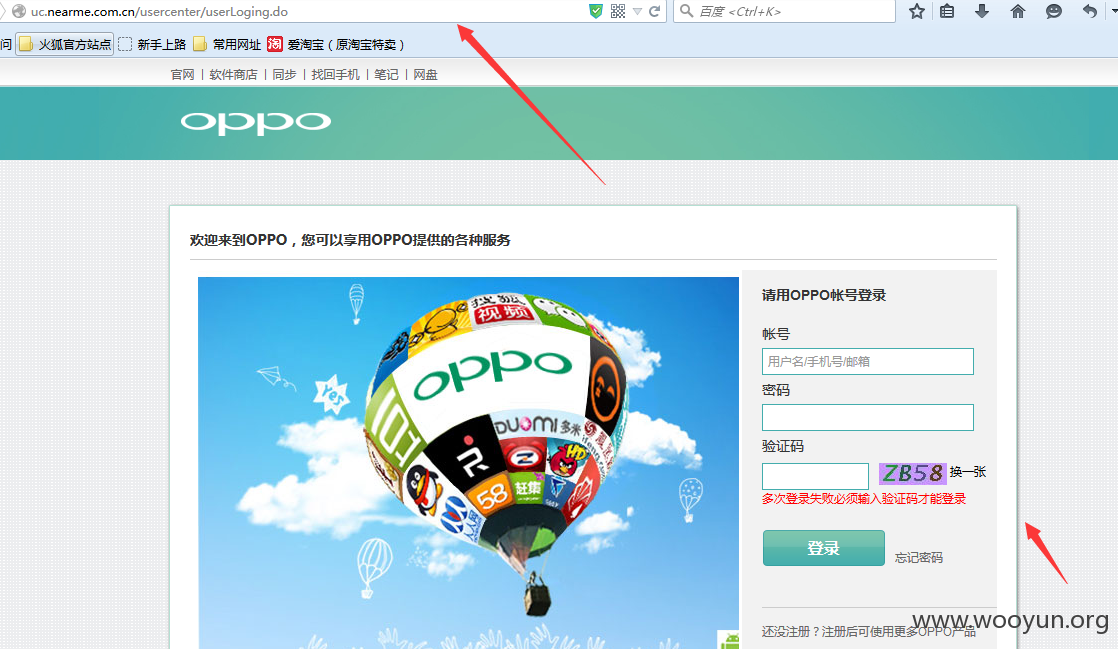 uc.nearme.com.cn/usercenter/userLoging.do
百度 <Ctrl+K>
问 火狐官方站点 新手上路 常用网址 淘 爱淘宝（原淘宝特卖）
官网 | 软件商店 | 同步 | 找回手机 | 笔记 | 网盘
oppo
欢迎来到OPPO，您可以享用OPPO提供的各种服务
搜狐
视频
oppo
yes
DUOMI 多米
HD
58
赶集
请用OPPO帐号登录
帐号
用户名/手机号/邮箱
密码
验证码
ZB58 换一张
多次登录失败必须输入验证码才能登录
登录 忘记密码
www.wooyun.org
还没注册？注册后可使用更多OPPO产品